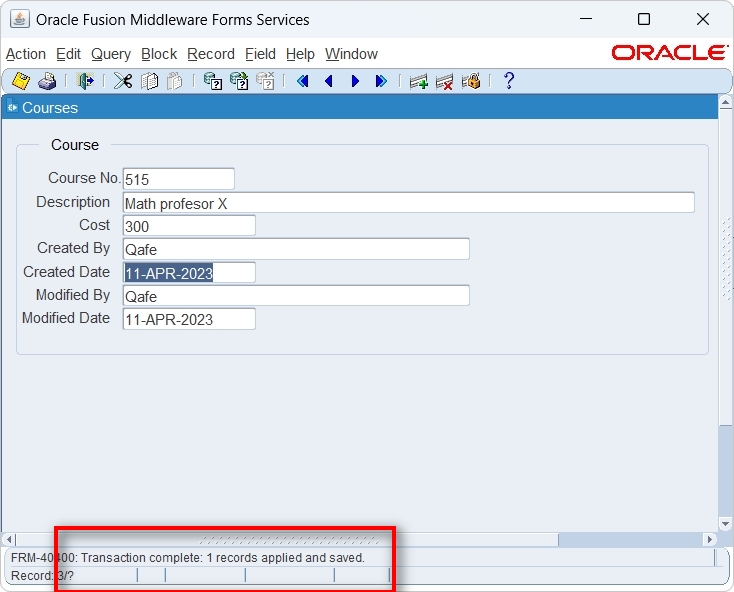 Oracle Fusion Middleware Forms Services
Action Edit Query Block Record Field Help Window
ORACLE
Courses
Course
Course No. 515
Description Math profesor X
Cost 300
Created By Qafe
Created Date 11-APR-2023
Modified By Qafe
Modified Date 11-APR-2023
FRM-40400: Transaction complete: 1 records applied and saved.
Record: 3/?